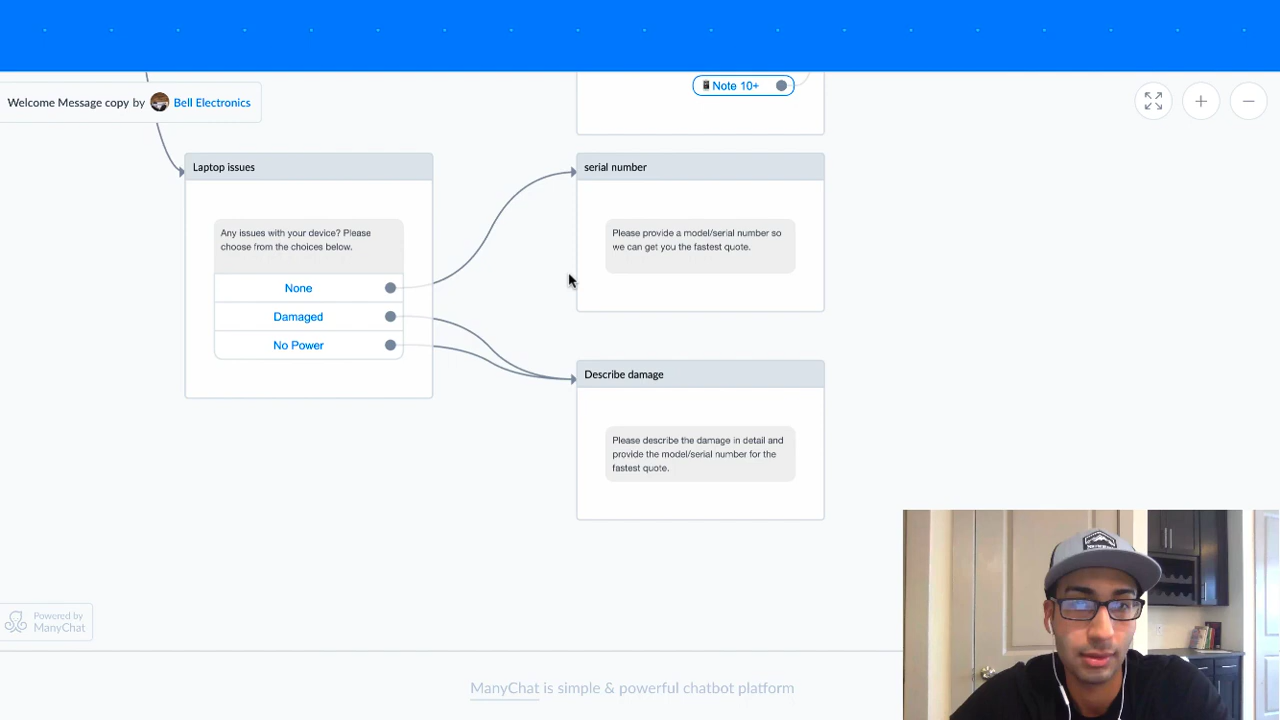 Note 10+
Welcome Message copy by Bell Electronics
Laptop issues
Any issues with your device? Please
choose from the choices below.
None
Damaged
No Power
serial number
Please provide a model/serial number so
we can get you the fastest quote.
Describe damage
Please describe the damage in detail and
provide the model/serial number for the
fastest quote.
Powered by
ManyChat
ManyChat is simple & powerful chatbot platform